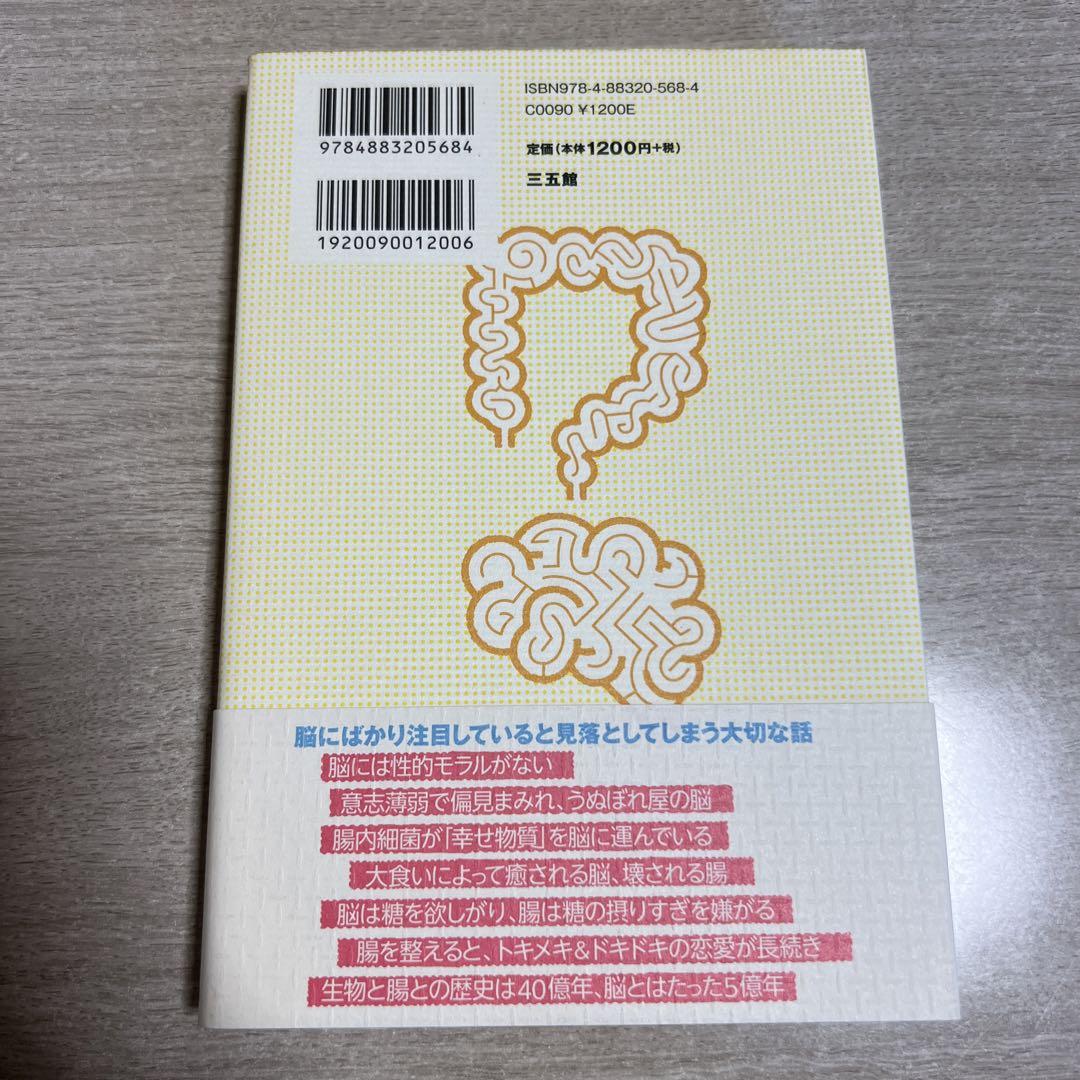 9784883205684
1920090012006
ISBN978-4-88320-568-4
C0090 ¥1200E
定価（本体1200円+税）
三五館
脳にばかり注目していると見落としてしまう大切な話
脳には性的モラルがない
意志薄弱で偏見まみれ、うぬぼれ屋の脳
腸内細菌が「幸せ物質」を脳に運んでいる
大食いによって癒される脳、壊される腸
脳は糖を欲しがり、腸は糖の摂りすぎを嫌がる
腸を整えると、トキメキ&ドキドキの恋愛が長続き
生物と腸との歴史は40億年、脳とはたった5億年